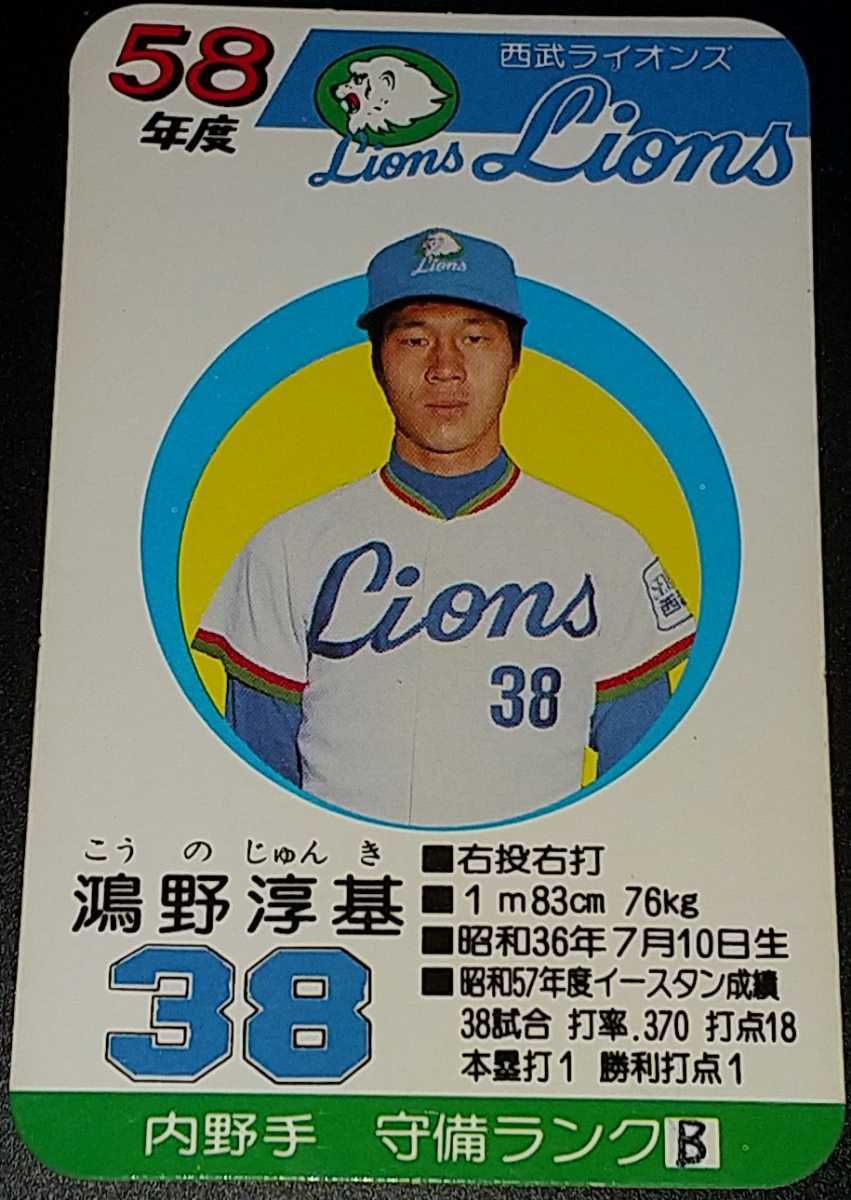 58
年度
西武ライオンズ
Lions Lions
Lions
Lions
38
西
こうのじゅんき
鴻野淳基
38
■右投右打
■1m83cm 76kg
■昭和36年7月10日生
■昭和57年度イースタン成績
38試合 打率.370 打点18
本塁打1 勝利打点1
内野手 守備ランクB